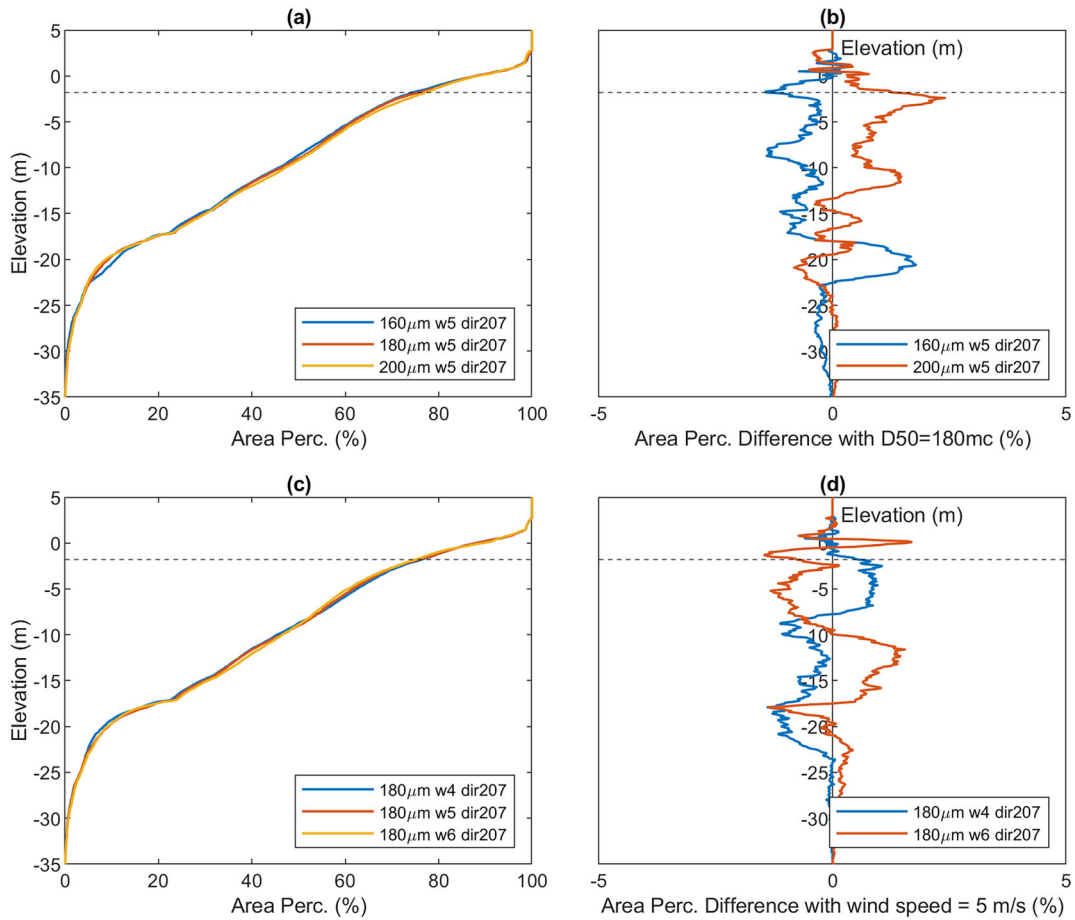 (a)
5
0
-5
-10
-15
-20
-25
-30
-35
Elevation (m)
160μm w5 dir207
180μm w5 dir207
200μm w5 dir207
0 20 40 60 80 100
Area Perc. (%)
(b)
Elevation (m)
0
-5
-10
-15
-20
-25
-30
160μm w5 dir207
200μm w5 dir207
-5 0 5
Area Perc. Difference with D50=180mc (%)
(c)
5
0
-5
-10
-15
-20
-25
-30
-35
Elevation (m)
180μm w4 dir207
180μm w5 dir207
180μm w6 dir207
0 20 40 60 80 100
Area Perc. (%)
(d)
Elevation (m)
0
-5
-10
-15
-20
-25
-30
180μm w4 dir207
180μm w6 dir207
-5 0 5
Area Perc. Difference with wind speed = 5 m/s (%)